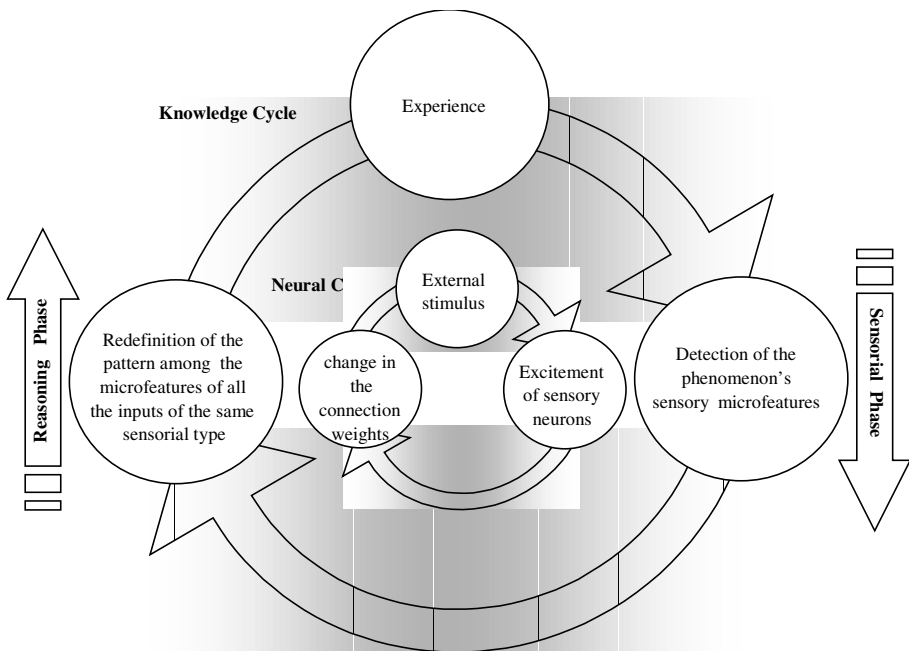 Experience
Knowledge Cycle
External
stimulus
Neural C
Redefinition of the
pattern among the
microfeatures of all
the inputs of the same
sensorial type
change in
the
connection
weights
Excitement
of sensory
neurons
Detection of the
phenomenon's
sensory microfeatures
Reasoning Phase
Sensorial Phase